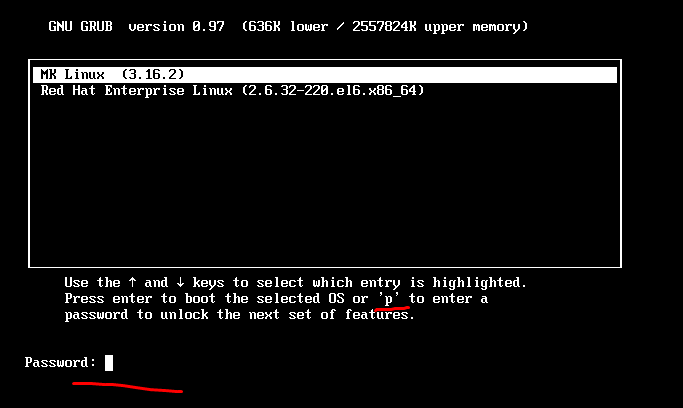 GNU GRUB version 0.97 (636K lower / 2557824K upper memory)
MK Linux (3.16.2)
Red Hat Enterprise Linux (2.6.32-220.el6.x86_64)
Use the ↑ and ↓ keys to select which entry is highlighted.
Press enter to boot the selected OS or 'p' to enter a
password to unlock the next set of features.
Password: